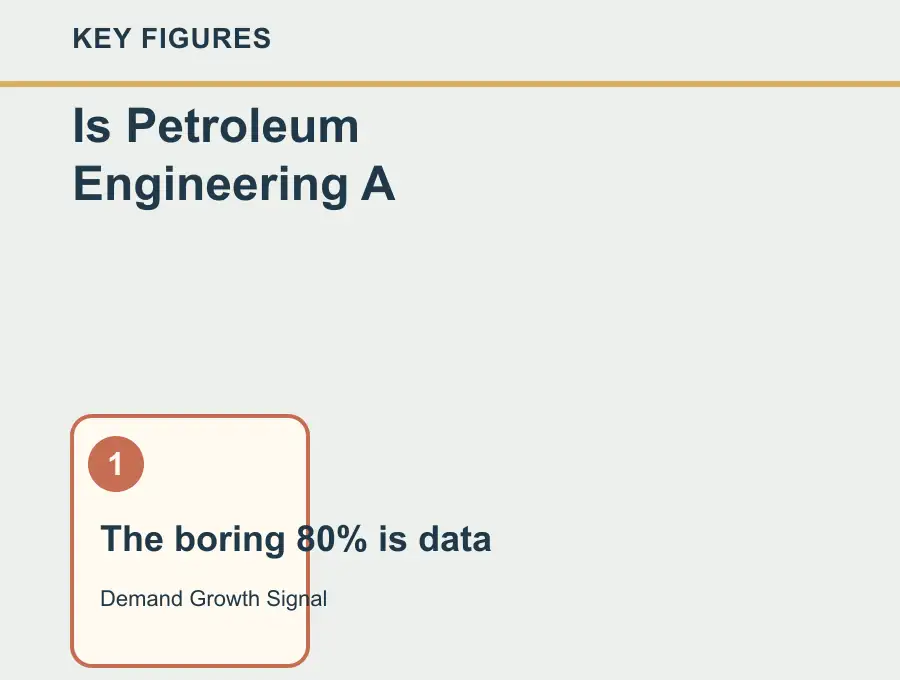 KEY FIGURES
Is Petroleum
Engineering A
1
The boring 80% is data
Demand Growth Signal